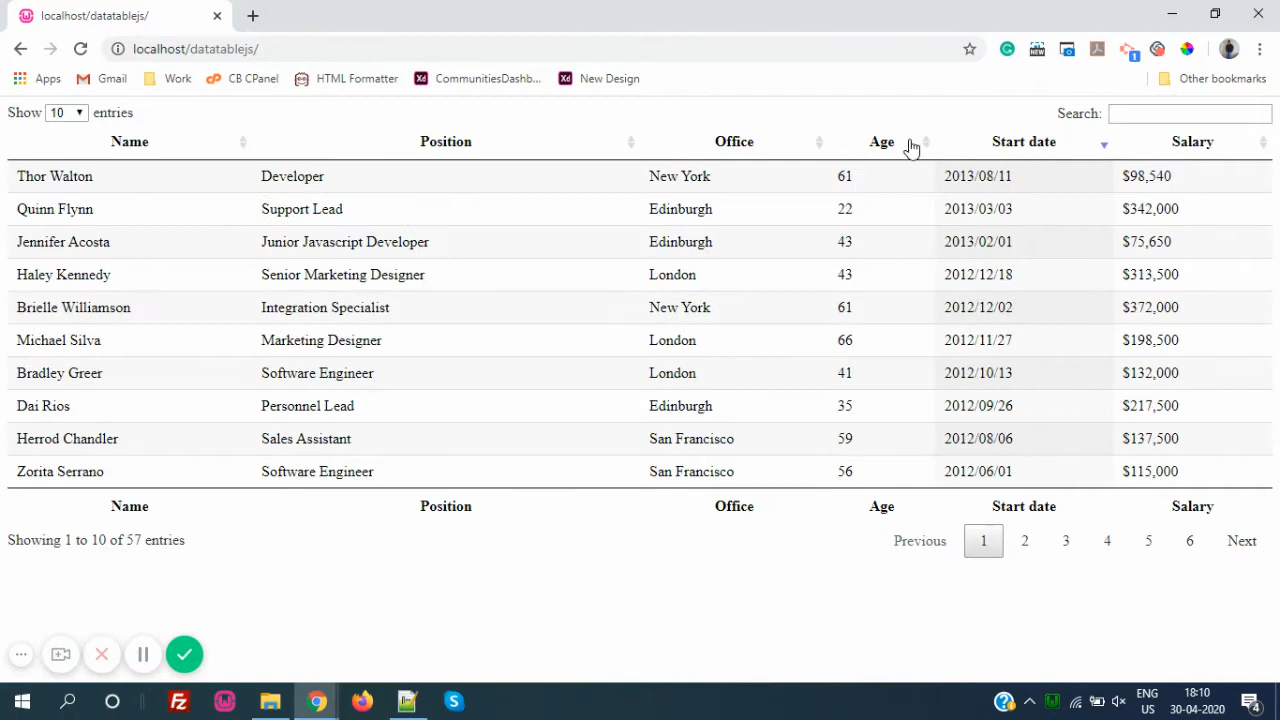 localhost/datatablejs/
localhost/datatablejs/
Apps Gmail Work CB CPanel HTML Formatter CommunitiesDashb... New Design Other bookmarks
Show 10 entries Search:
Name Position Office Age Start date Salary
Thor Walton Developer New York 61 2013/08/11 $98,540
Quinn Flynn Support Lead Edinburgh 22 2013/03/03 $342,000
Jennifer Acosta Junior Javascript Developer Edinburgh 43 2013/02/01 $75,650
Haley Kennedy Senior Marketing Designer London 43 2012/12/18 $313,500
Brielle Williamson Integration Specialist New York 61 2012/12/02 $372,000
Michael Silva Marketing Designer London 66 2012/11/27 $198,500
Bradley Greer Software Engineer London 41 2012/10/13 $132,000
Dai Rios Personnel Lead Edinburgh 35 2012/09/26 $217,500
Herrod Chandler Sales Assistant San Francisco 59 2012/08/06 $137,500
Zorita Serrano Software Engineer San Francisco 56 2012/06/01 $115,000
Name Position Office Age Start date Salary
Showing 1 to 10 of 57 entries Previous 1 2 3 4 5 6 Next
ENG 18:10
US 30-04-2020 4